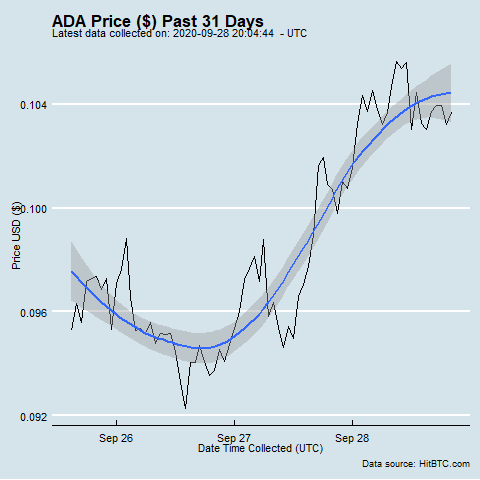 ADA Price ($) Past 31 Days
Latest data collected on: 2020-09-28 20:04:44 - UTC
Price USD ($)
0.104
0.100
0.096
0.092
Sep 26
Sep 27
Sep 28
Date Time Collected (UTC)
Data source: HitBTC.com